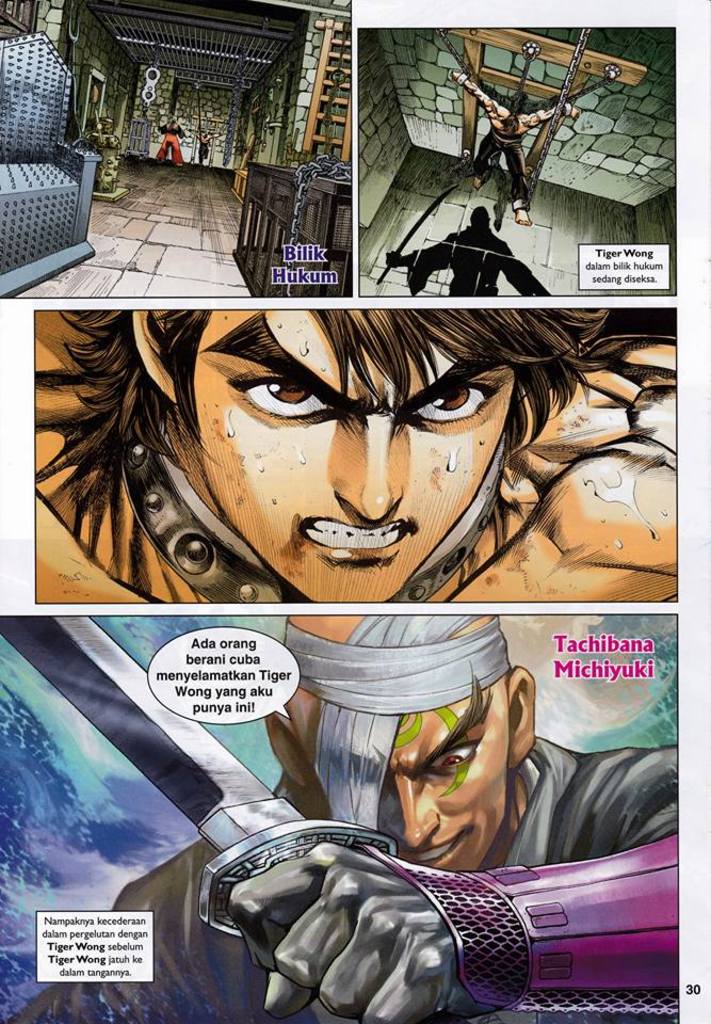 Bilik
Hukum
Tiger Wong
dalam bilik hukum
sedang diseksa.
Ada orang
berani cuba
menyelamatkan Tiger
Wong yang aku
punya ini!
Tachibana
Michiyuki
Nampaknya kecederaan
dalam pergelutan dengan
Tiger Wong sebelum
Tiger Wong jatuh ke
dalam tangannya.
30